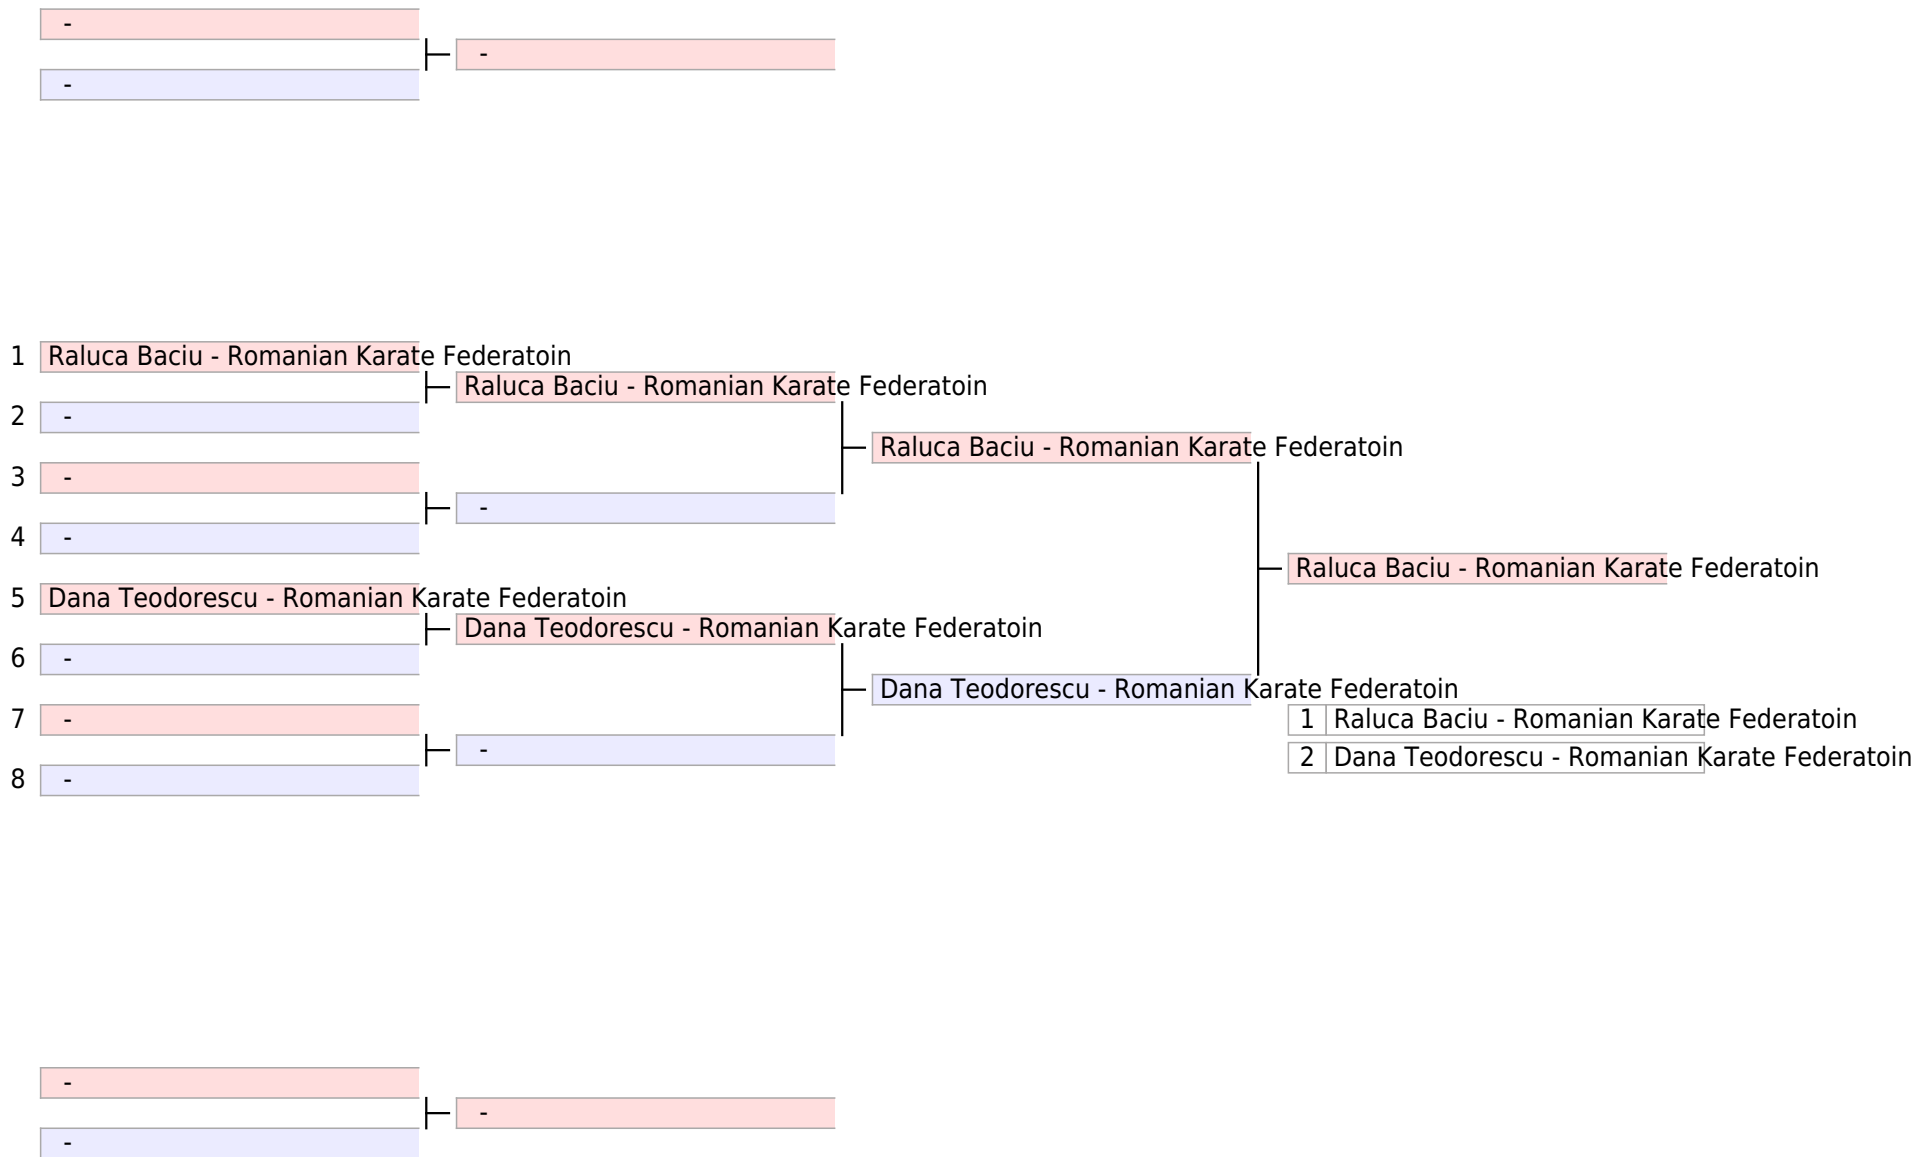 -
-
-
1 Raluca Baciu - Romanian Karate Federatoin
Raluca Baciu - Romanian Karate Federatoin
2 -
Raluca Baciu - Romanian Karate Federatoin
3 -
-
4 -
Raluca Baciu - Romanian Karate Federatoin
5 Dana Teodorescu - Romanian Karate Federatoin
Dana Teodorescu - Romanian Karate Federatoin
6 -
Dana Teodorescu - Romanian Karate Federatoin
7 -
1 Raluca Baciu - Romanian Karate Federatoin
-
2 Dana Teodorescu - Romanian Karate Federatoin
8 -
-
-
-